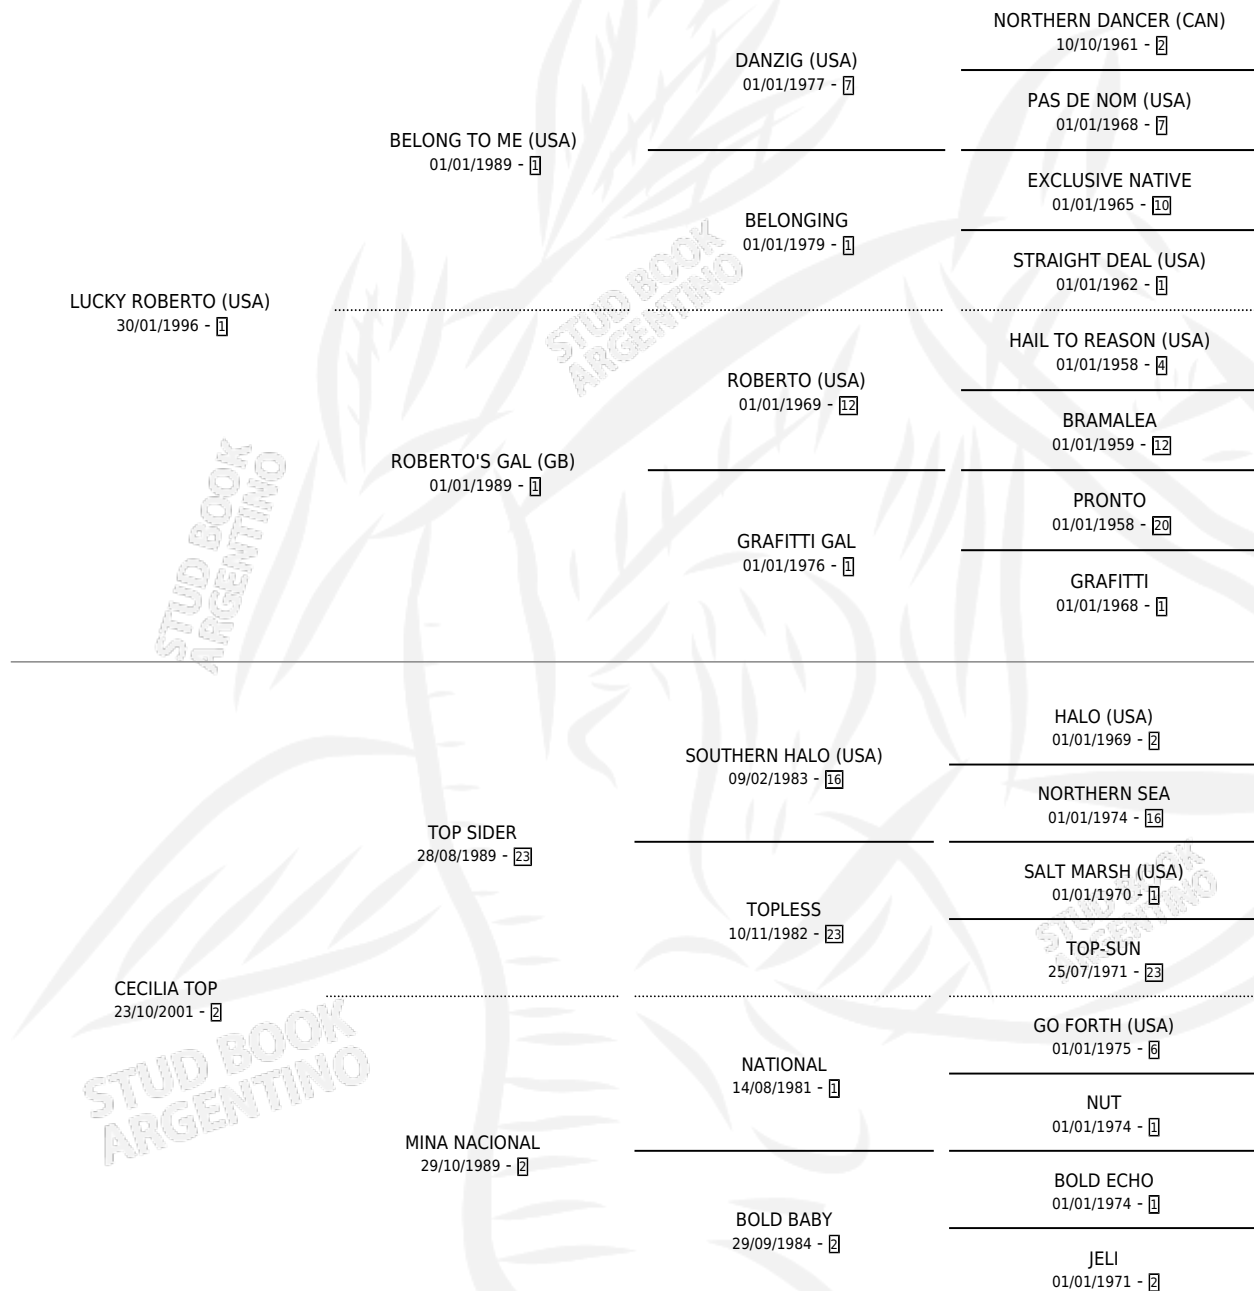 NORTHERN DANCER (CAN)
10/10/1961 - 2
DANZIG (USA)
01/01/1977 - 7
PAS DE NOM (USA)
01/01/1968 - 7
BELONG TO ME (USA)
01/01/1989 - 1
EXCLUSIVE NATIVE
01/01/1965 - 10
BELONGING
01/01/1979 - 1
STRAIGHT DEAL (USA)
01/01/1962 - 1
LUCKY ROBERTO (USA)
30/01/1996 - 1
STUD BOOK
ARGENTINO
HAIL TO REASON (USA)
01/01/1958 - 4
ROBERTO (USA)
01/01/1969 - 12
BRAMALEA
01/01/1959 - 12
ROBERTO'S GAL (GB)
01/01/1989 - 1
PRONTO
01/01/1958 - 20
GRAFITTI GAL
01/01/1976 - 1
GRAFITTI
01/01/1968 - 1
STUD BOOK
ARGENTINO
HALO (USA)
01/01/1969 - 2
SOUTHERN HALO (USA)
09/02/1983 - 16
NORTHERN SEA
01/01/1974 - 16
TOP SIDER
28/08/1989 - 23
SALT MARSH (USA)
01/01/1970 - 1
TOPLESS
10/11/1982 - 23
STUD BOOK
ARGENTINO
TOP-SUN
25/07/1971 - 23
CECILIA TOP
23/10/2001 - 2
GO FORTH (USA)
01/01/1975 - 6
STUD BOOK
ARGENTINO
NATIONAL
14/08/1981 - 1
NUT
01/01/1974 - 1
MINA NACIONAL
29/10/1989 - 2
BOLD ECHO
01/01/1974 - 1
BOLD BABY
29/09/1984 - 2
JELI
01/01/1971 - 2